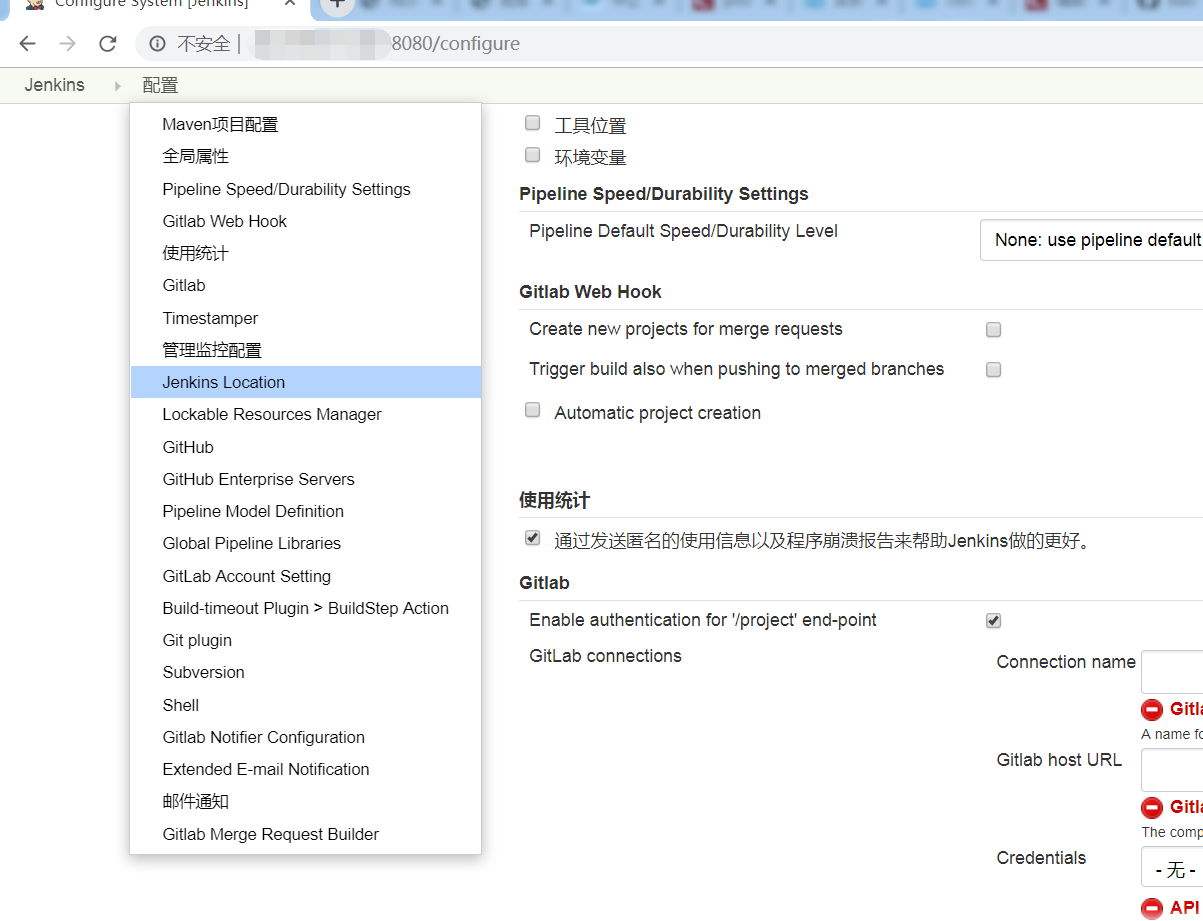 Configure System [Jenkins]
不安全 | 8080/configure
Jenkins
配置
Maven项目配置
全局属性
Pipeline Speed/Durability Settings
Gitlab Web Hook
使用统计
Gitlab
Timestamper
管理监控配置
Jenkins Location
Lockable Resources Manager
GitHub
GitHub Enterprise Servers
Pipeline Model Definition
Global Pipeline Libraries
GitLab Account Setting
Build-timeout Plugin > BuildStep Action
Git plugin
Subversion
Shell
Gitlab Notifier Configuration
Extended E-mail Notification
邮件通知
Gitlab Merge Request Builder
工具位置
环境变量
Pipeline Speed/Durability Settings
Pipeline Default Speed/Durability Level
None: use pipeline default
Gitlab Web Hook
Create new projects for merge requests
Trigger build also when pushing to merged branches
Automatic project creation
使用统计
通过发送匿名的使用信息以及程序崩溃报告来帮助Jenkins做的更好。
Gitlab
Enable authentication for '/project' end-point
GitLab connections
Connection name
A name
Gitlab host URL
The
Credentials
- 无 -
API